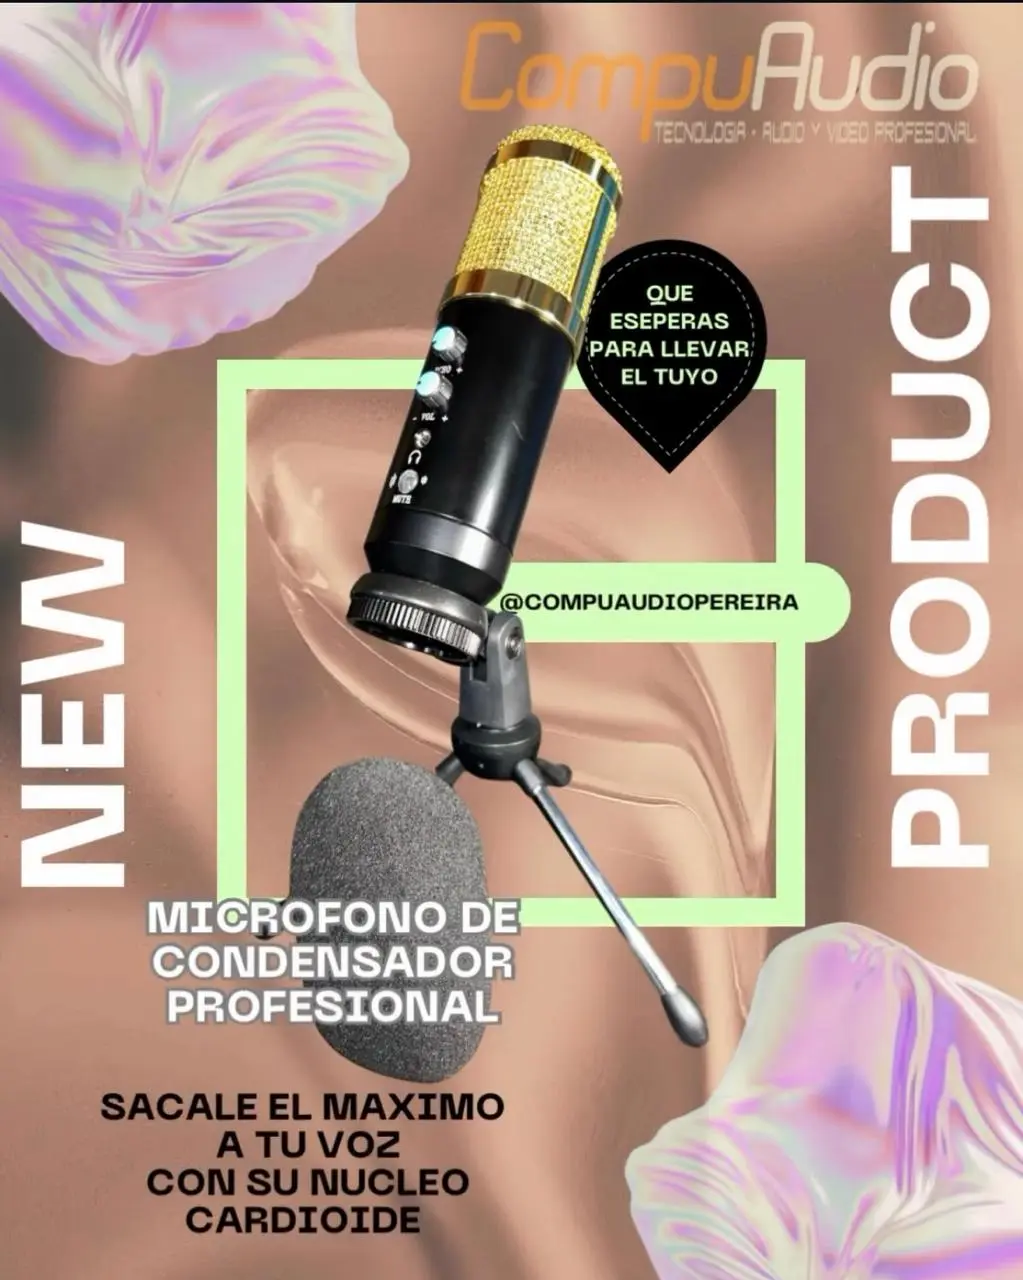 CompuAudio
TECNOLOGIA • AUDIO Y VIDEO PROFESIONAL
NEW
PRODUCT
QUE
ESEPERAS
PARA LLEVAR
EL TUYO
- VOL +
MUTE
@COMPUAUDIOPEREIRA
MICROFONO DE
CONDENSADOR
PROFESIONAL
SACALE EL MAXIMO
A TU VOZ
CON SU NUCLEO
CARDIOIDE